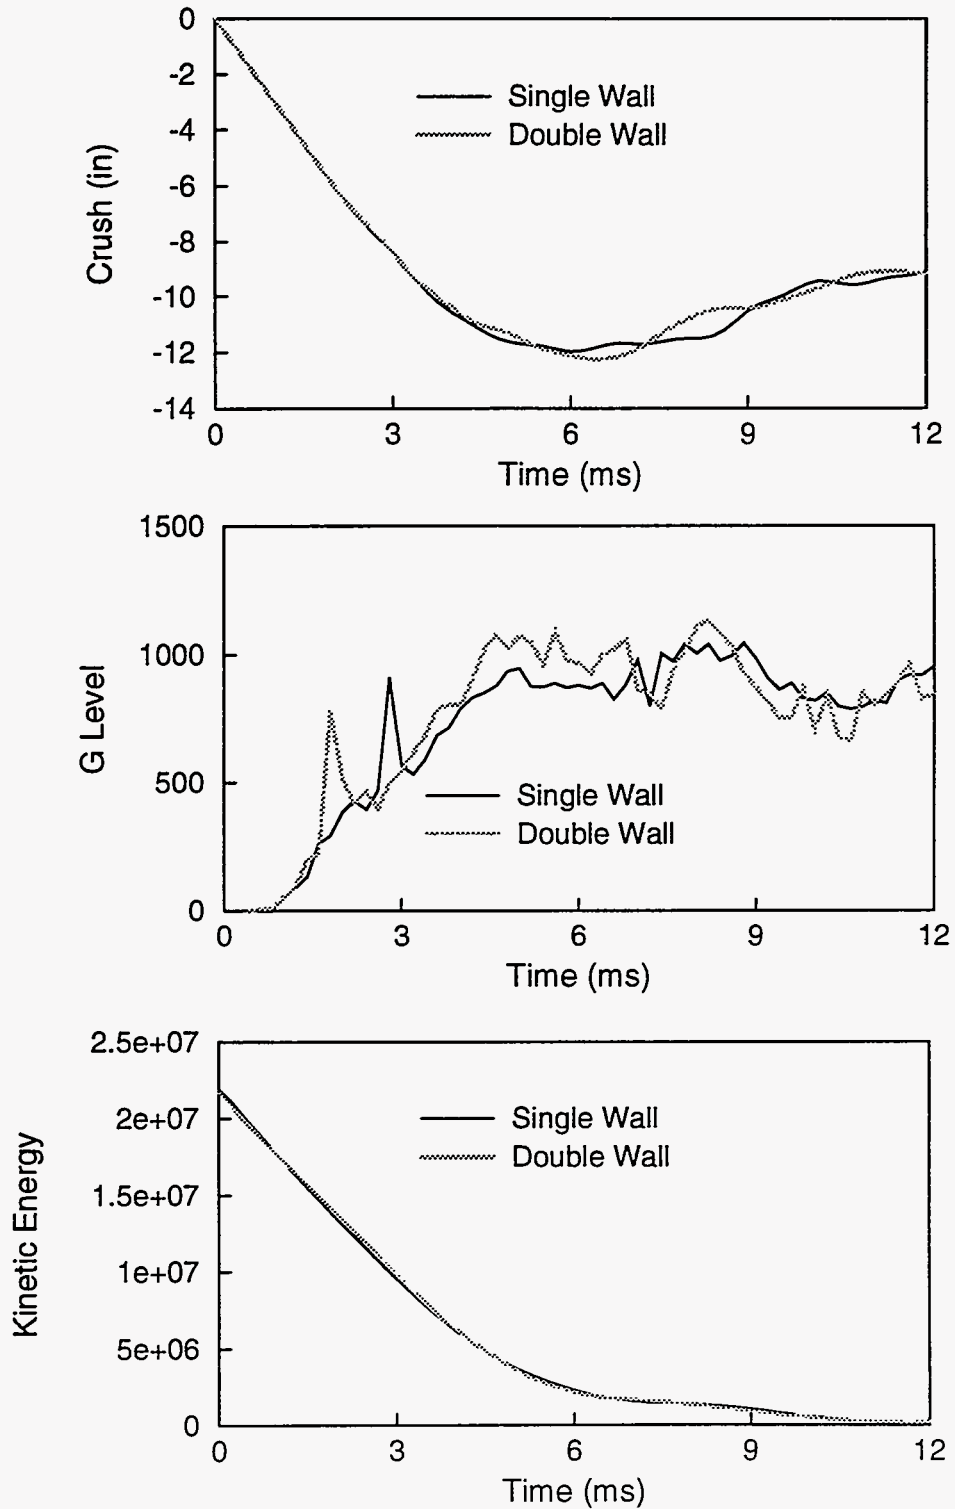 0
-2
-4
-6
-8
-10
-12
-14
Crush (in)
Single Wall
Double Wall
0 3 6 9 12
Time (ms)
1500
1000
500
0
G Level
Single Wall
Double Wall
0 3 6 9 12
Time (ms)
2.5e+07
2e+07
1.5e+07
1e+07
5e+06
0
Kinetic Energy
Single Wall
Double Wall
0 3 6 9 12
Time (ms)